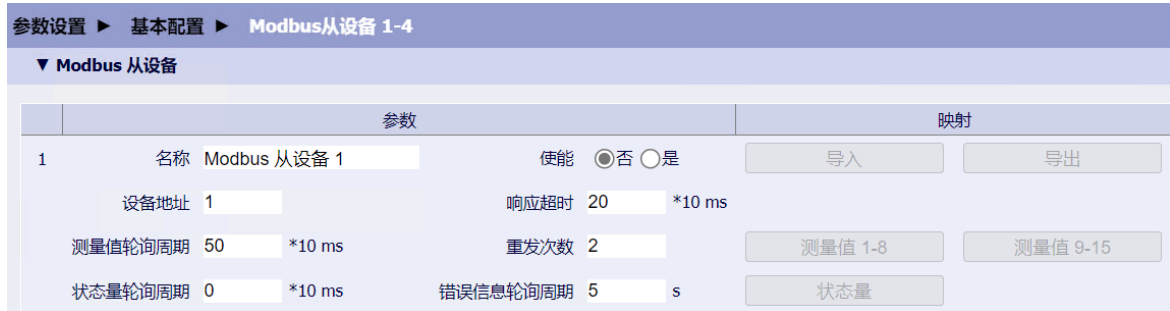 参数设置 ► 基本配置 ► Modbus从设备 1-4
▼ Modbus 从设备
参数 映射
1 名称 Modbus 从设备 1 使能 否 是 导入 导出
设备地址 1 响应超时 20 *10 ms
测量值轮询周期 50 *10 ms 重发次数 2 测量值 1-8 测量值 9-15
状态量轮询周期 0 *10 ms 错误信息轮询周期 5 s 状态量